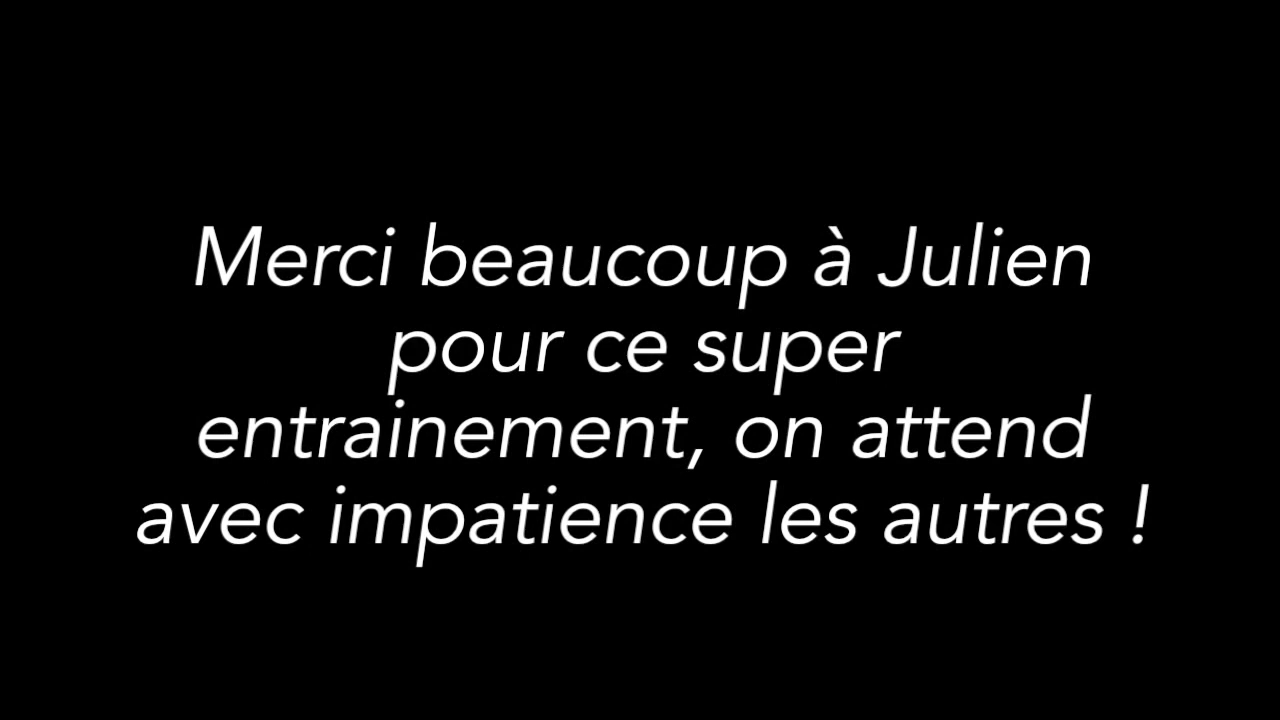 Merci beaucoup à Julien
pour ce super
entrainement, on attend
avec impatience les autres !